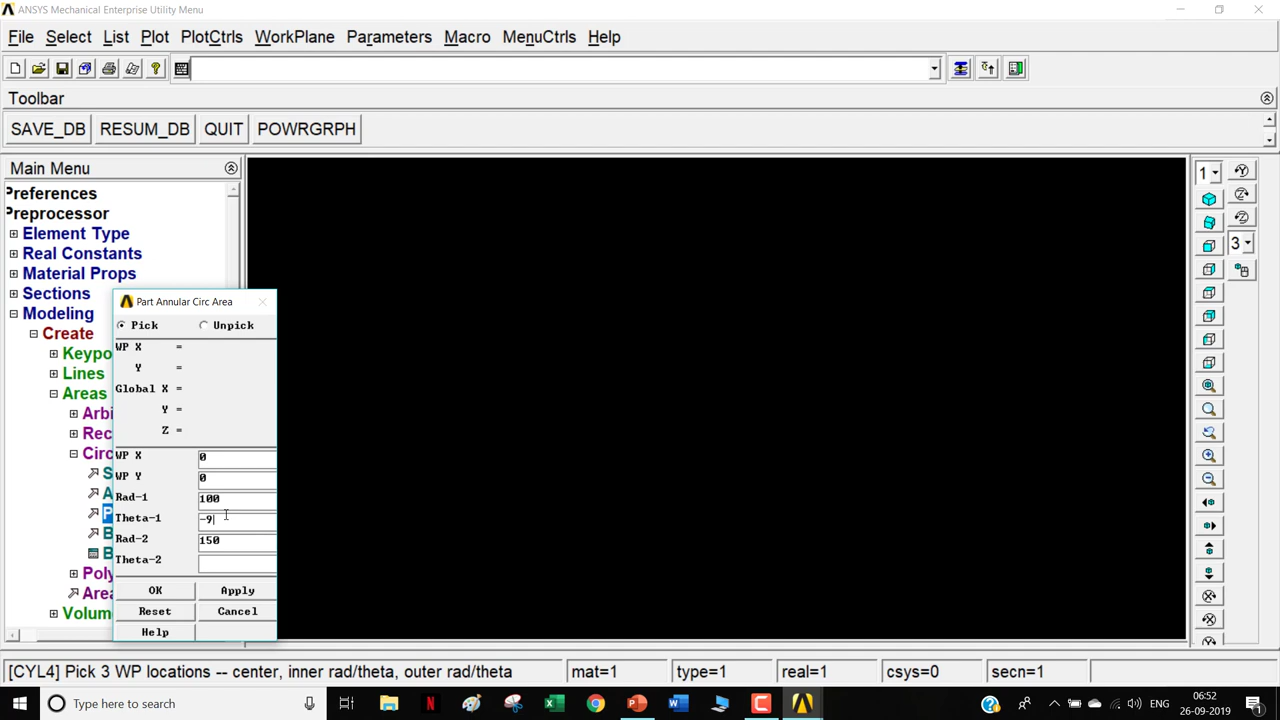 ANSYS Mechanical Enterprise Utility Menu
File Select List Plot PlotCtrls WorkPlane Parameters Macro MenuCtrls Help
Toolbar
SAVE_DB RESUM_DB QUIT POWRGRPH
Main Menu
Preferences
Preprocessor
Element Type
Real Constants
Material Props
Sections
Modeling
Create
Keypo
Lines
Areas
Arbi
Rec
Circ
S
A
P
B
B
Poly
Area
Volum
Part Annular Circ Area
Pick Unpick
WP X =
Y =
Global X =
Y =
Z =
WP X 0
WP Y 0
Rad-1 100
Theta-1 -9
Rad-2 150
Theta-2
OK Apply
Reset Cancel
Help
1
3
[CYL4] Pick 3 WP locations -- center, inner rad/theta, outer rad/theta mat=1 type=1 real=1 csys=0 secn=1
Type here to search
ENG
06:52
26-09-2019